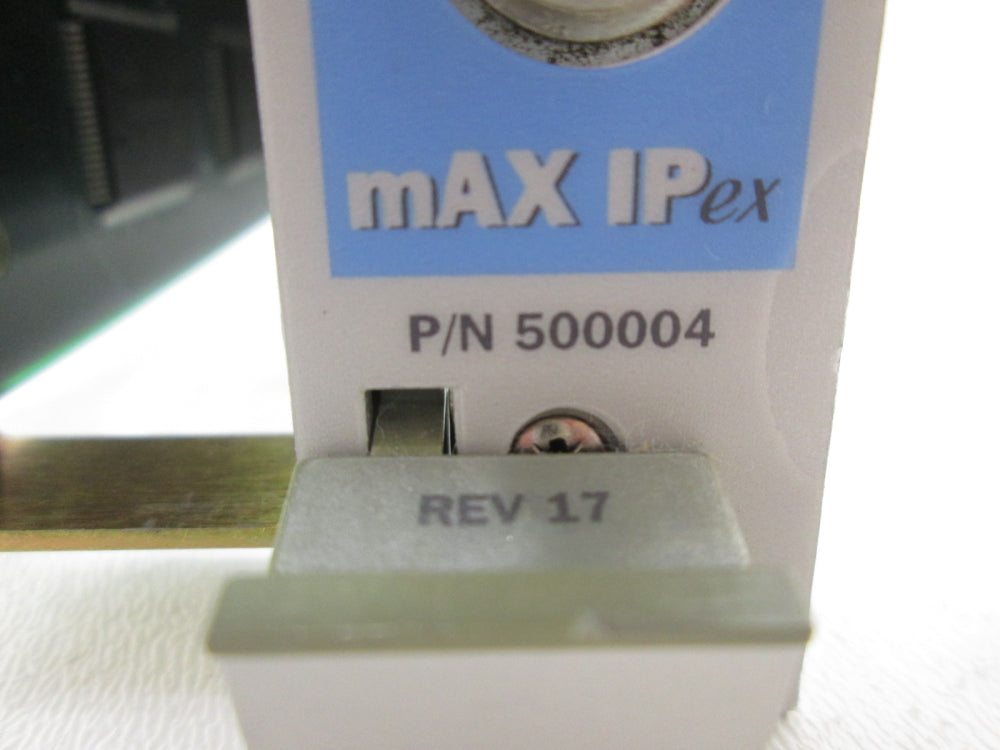 mAX IPex
P/N 500004
REV 17